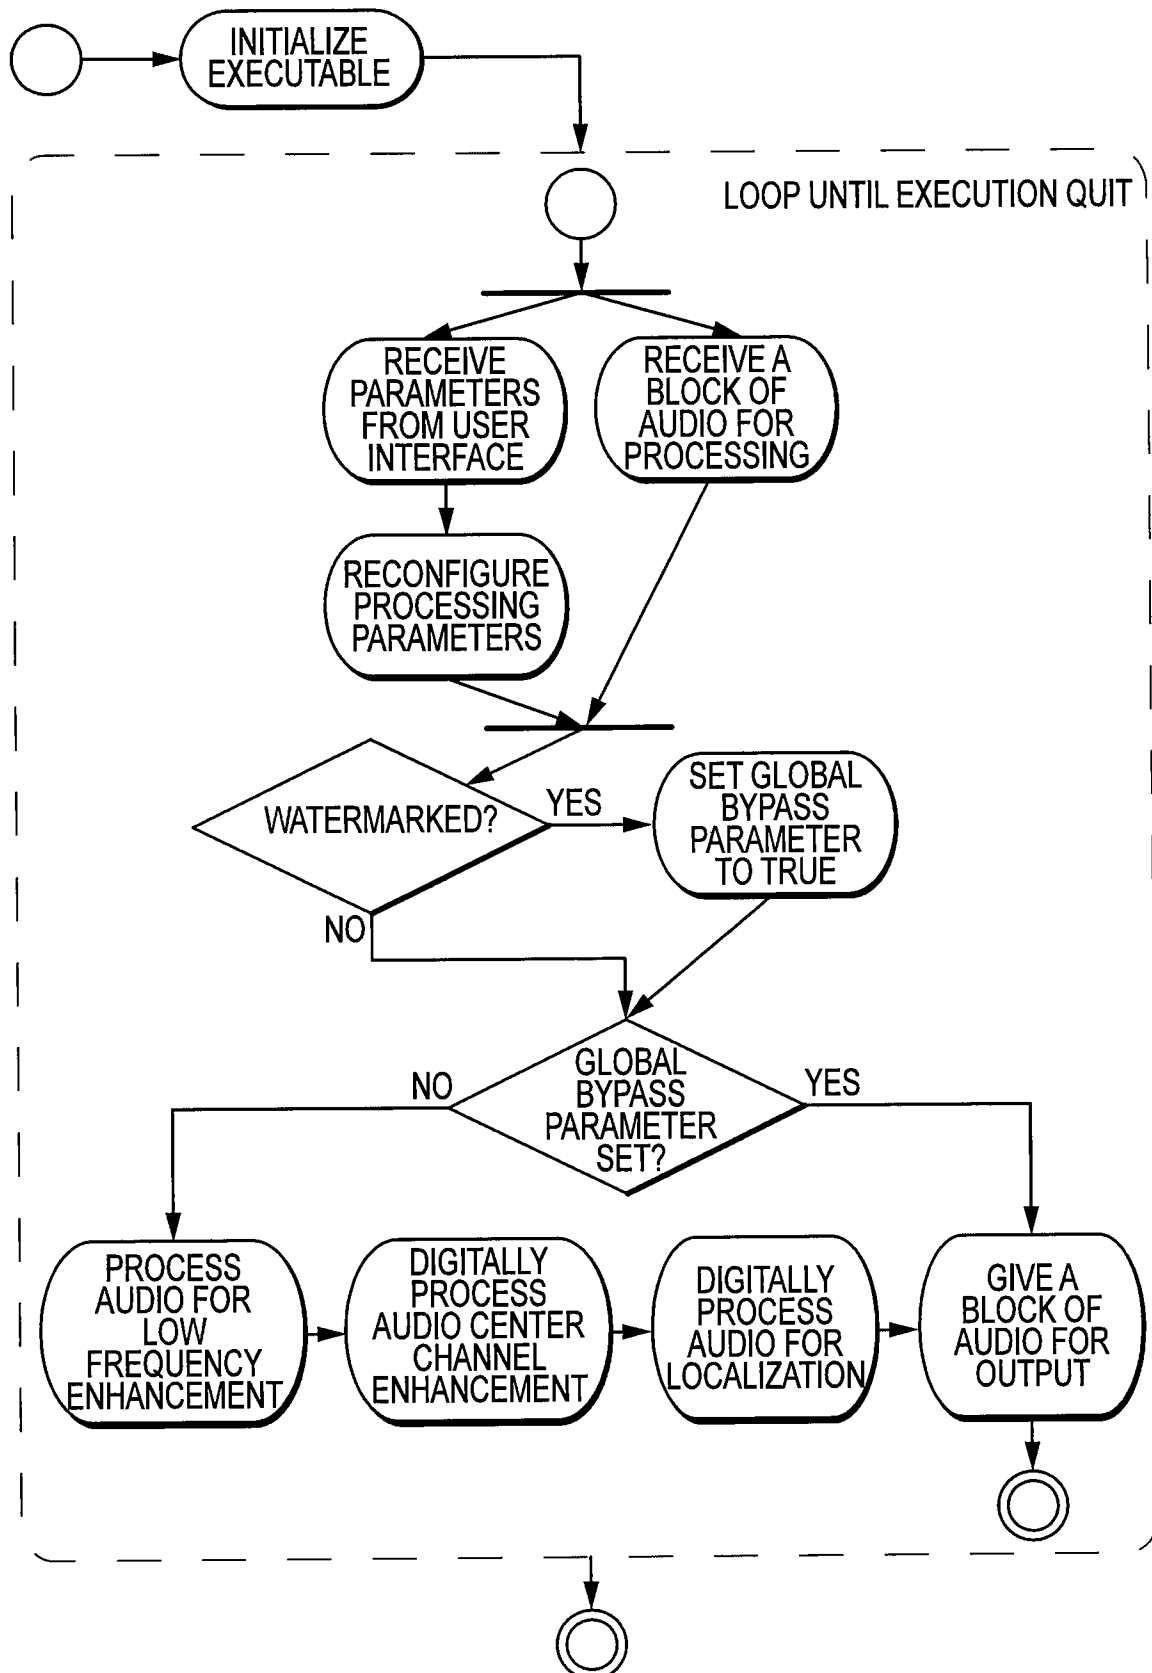 INITIALIZE
EXECUTABLE
LOOP UNTIL EXECUTION QUIT
RECEIVE
PARAMETERS
FROM USER
INTERFACE
RECEIVE A
BLOCK OF
AUDIO FOR
PROCESSING
RECONFIGURE
PROCESSING
PARAMETERS
WATERMARKED?
YES
SET GLOBAL
BYPASS
PARAMETER
TO TRUE
NO
GLOBAL
BYPASS
PARAMETER
SET?
NO
YES
PROCESS
AUDIO FOR
LOW
FREQUENCY
ENHANCEMENT
DIGITALLY
PROCESS
AUDIO CENTER
CHANNEL
ENHANCEMENT
DIGITALLY
PROCESS
AUDIO FOR
LOCALIZATION
GIVE A
BLOCK OF
AUDIO FOR
OUTPUT